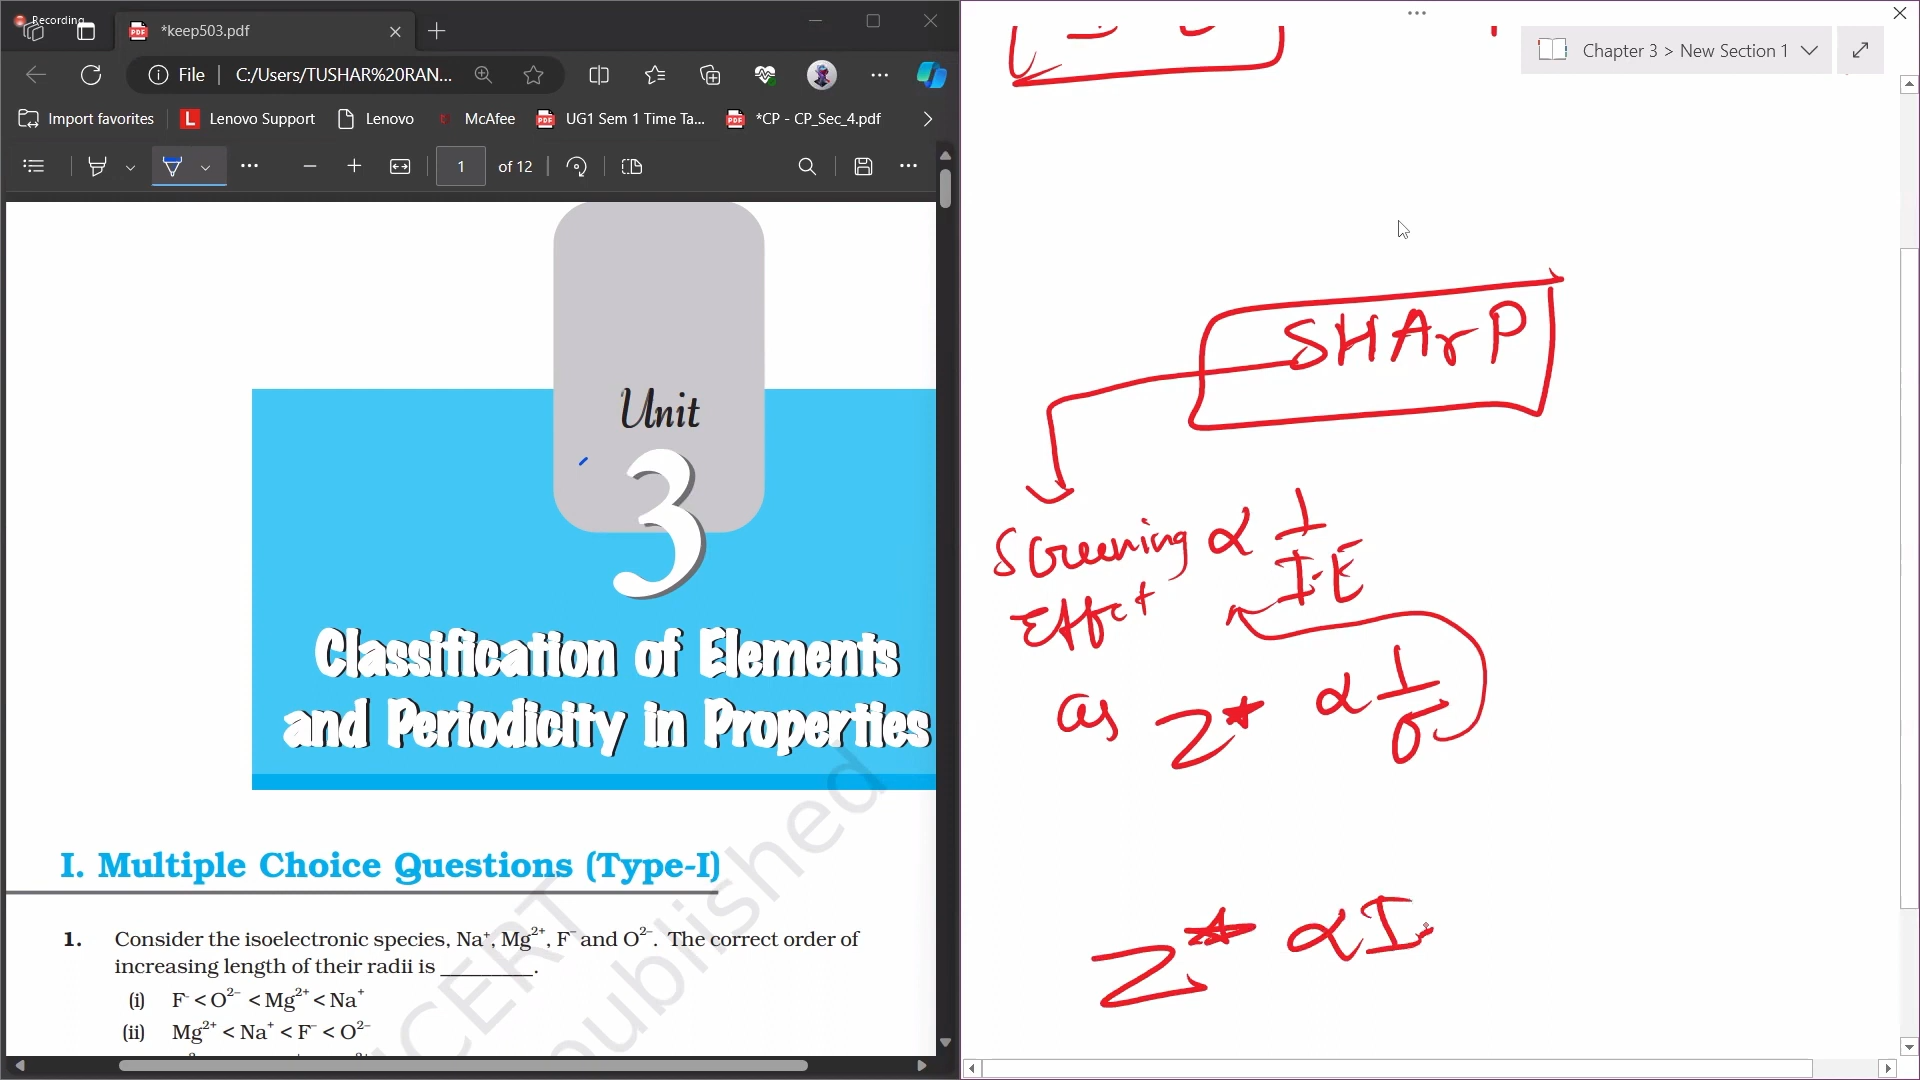 Recording
*keep503.pdf
File
C:/Users/TUSHAR%20RAN...
Import favorites
Lenovo Support
Lenovo
McAfee
UG1 Sem 1 Time Ta...
*CP - CP_Sec_4.pdf
1 of 12
Unit
3
Classification of Elements
and Periodicity in Properties
I. Multiple Choice Questions (Type-I)
1. Consider the isoelectronic species, Na⁺, Mg²⁺, F⁻ and O²⁻. The correct order of
increasing length of their radii is _________.
(i) F⁻ < O²⁻ < Mg²⁺ < Na⁺
(ii) Mg²⁺ < Na⁺ < F⁻ < O²⁻
NCERT
published
Chapter 3 > New Section 1
SHArP
Screening ∝ 1
Effect I.E
as Z* ∝ 1
σ
Z* ∝ I.